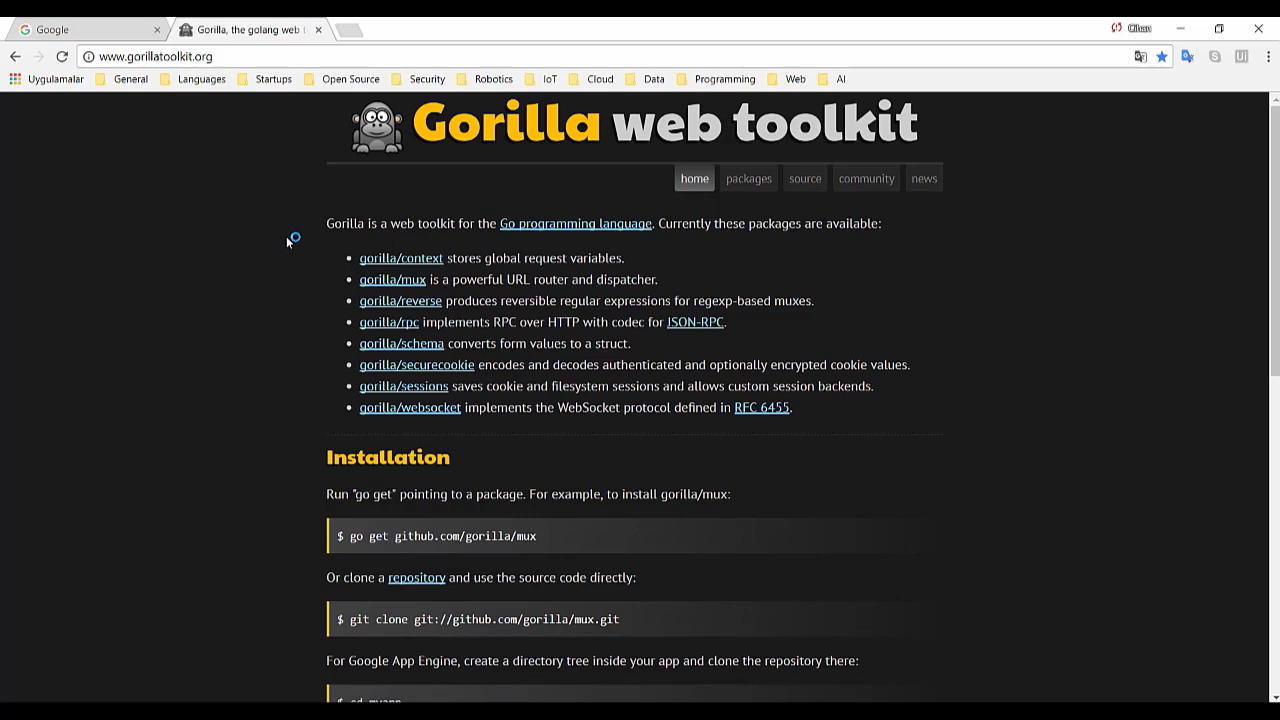 Google
Gorilla, the golang web t
Cihan
www.gorillatoolkit.org
Uygulamalar General Languages Startups Open Source Security Robotics IoT Cloud Data Programming Web AI
Gorilla web toolkit
home packages source community news
Gorilla is a web toolkit for the Go programming language. Currently these packages are available:
gorilla/context stores global request variables.
gorilla/mux is a powerful URL router and dispatcher.
gorilla/reverse produces reversible regular expressions for regexp-based muxes.
gorilla/rpc implements RPC over HTTP with codec for JSON-RPC.
gorilla/schema converts form values to a struct.
gorilla/securecookie encodes and decodes authenticated and optionally encrypted cookie values.
gorilla/sessions saves cookie and filesystem sessions and allows custom session backends.
gorilla/websocket implements the WebSocket protocol defined in RFC 6455.
Installation
Run "go get" pointing to a package. For example, to install gorilla/mux:
$ go get github.com/gorilla/mux
Or clone a repository and use the source code directly:
$ git clone git://github.com/gorilla/mux.git
For Google App Engine, create a directory tree inside your app and clone the repository there:
$ cd myapp